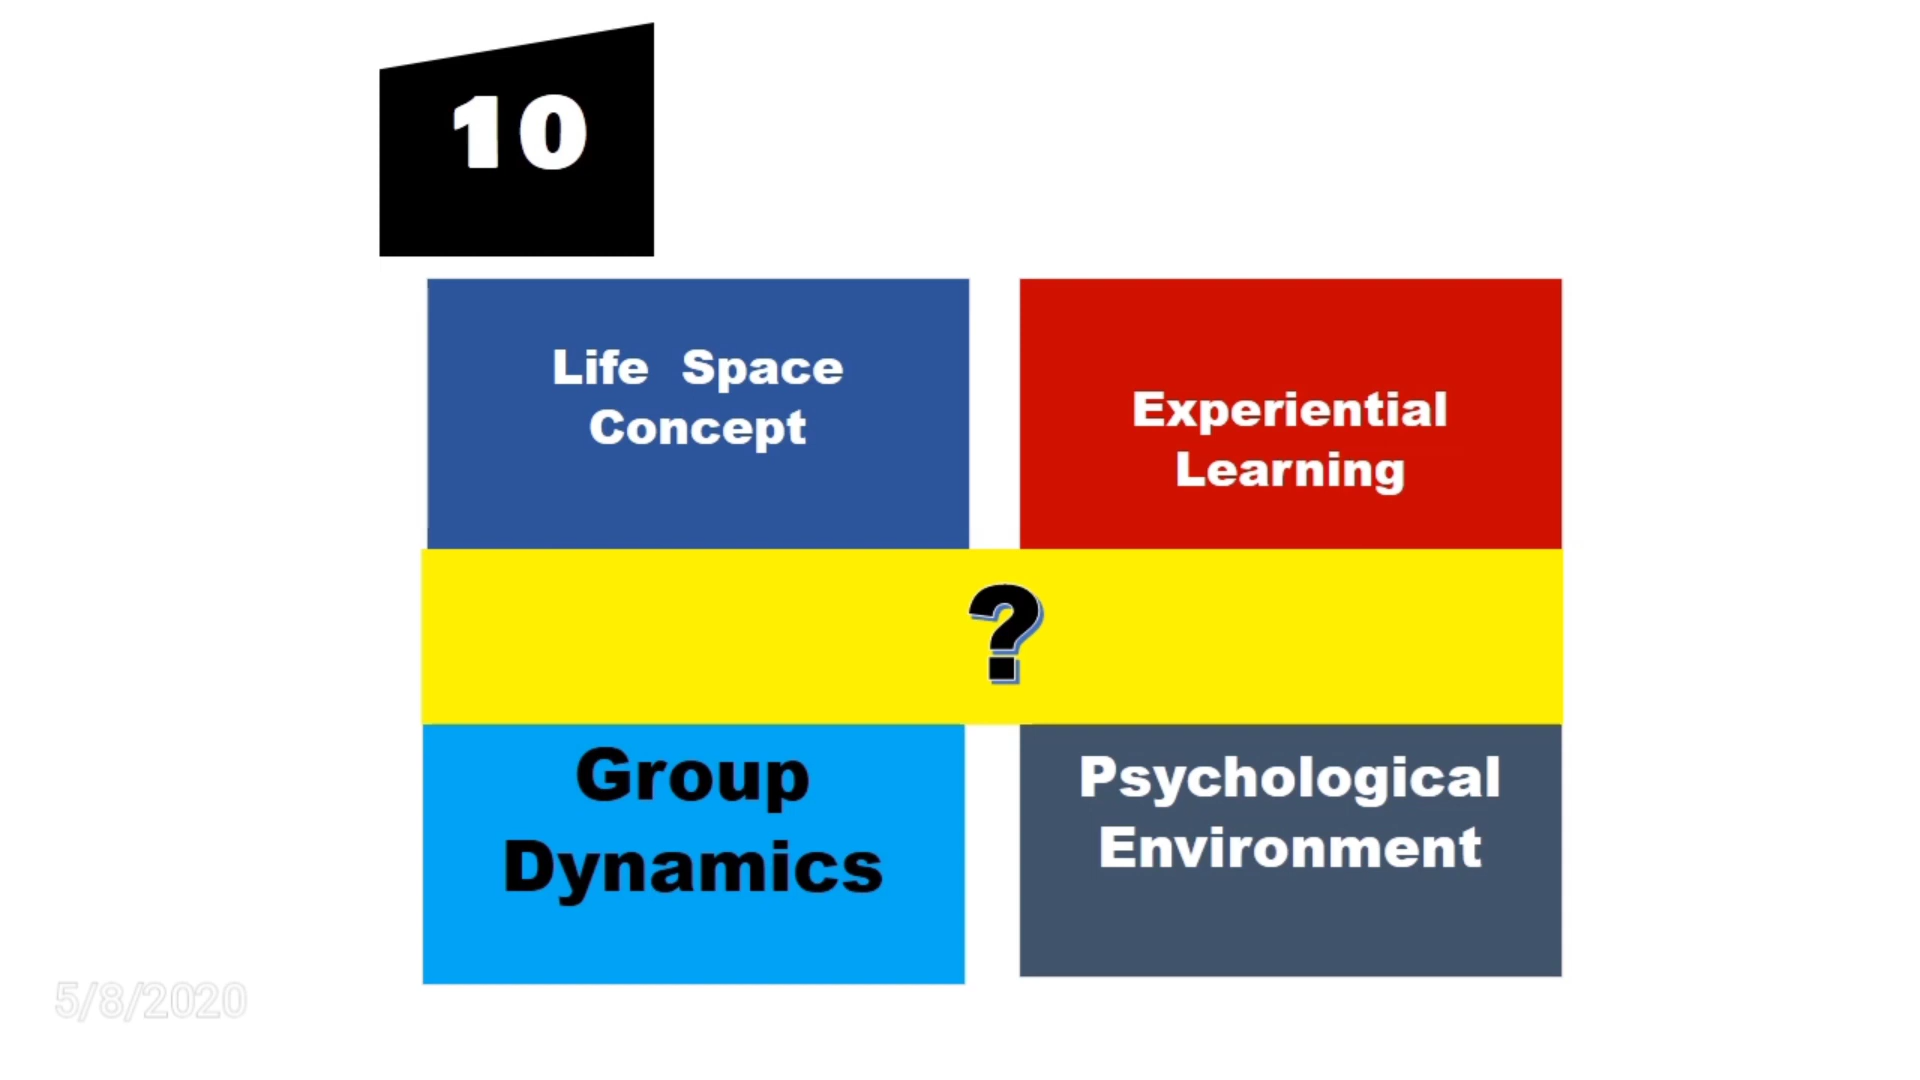 10
Life Space
Concept
Experiential
Learning
?
Group
Dynamics
Psychological
Environment
5/8/2020